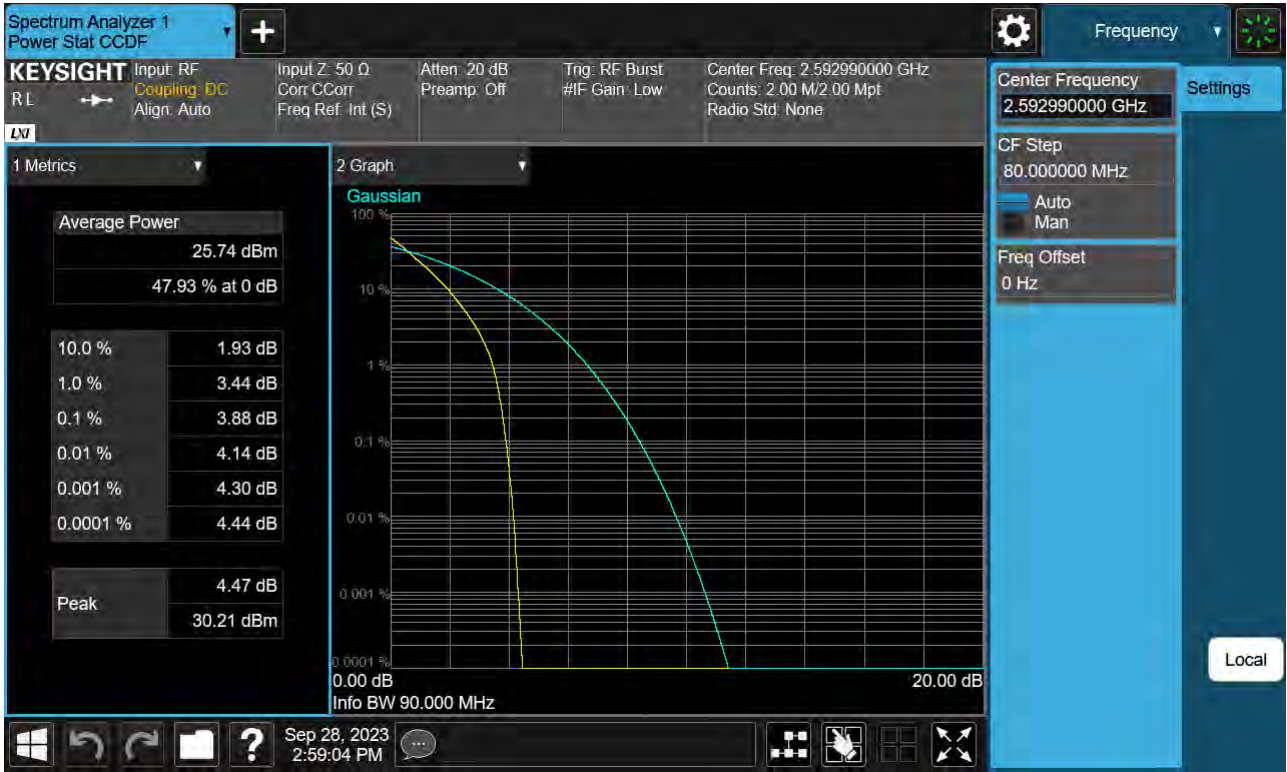 Spectrum Analyzer 1
Power Stat CCDF
Frequency
KEYSIGHT
RL
LXI
Input: RF
Coupling: DC
Align: Auto
Input Z: 50 Ω
Corr CCorr
Freq Ref: Int (S)
Atten: 20 dB
Preamp: Off
Trig: RF Burst
#IF Gain: Low
Center Freq: 2.592990000 GHz
Counts: 2.00 M/2.00 Mpt
Radio Std: None
Center Frequency
2.592990000 GHz
Settings
CF Step
80.000000 MHz
Auto
Man
Freq Offset
0 Hz
Local
1 Metrics
Average Power
25.74 dBm
47.93 % at 0 dB
10.0 % 1.93 dB
1.0 % 3.44 dB
0.1 % 3.88 dB
0.01 % 4.14 dB
0.001 % 4.30 dB
0.0001 % 4.44 dB
Peak
4.47 dB
30.21 dBm
2 Graph
Gaussian
100 %
10 %
1 %
0.1 %
0.01 %
0.001 %
0.0001 %
0.00 dB 20.00 dB
Info BW 90.000 MHz
Sep 28, 2023
2:59:04 PM